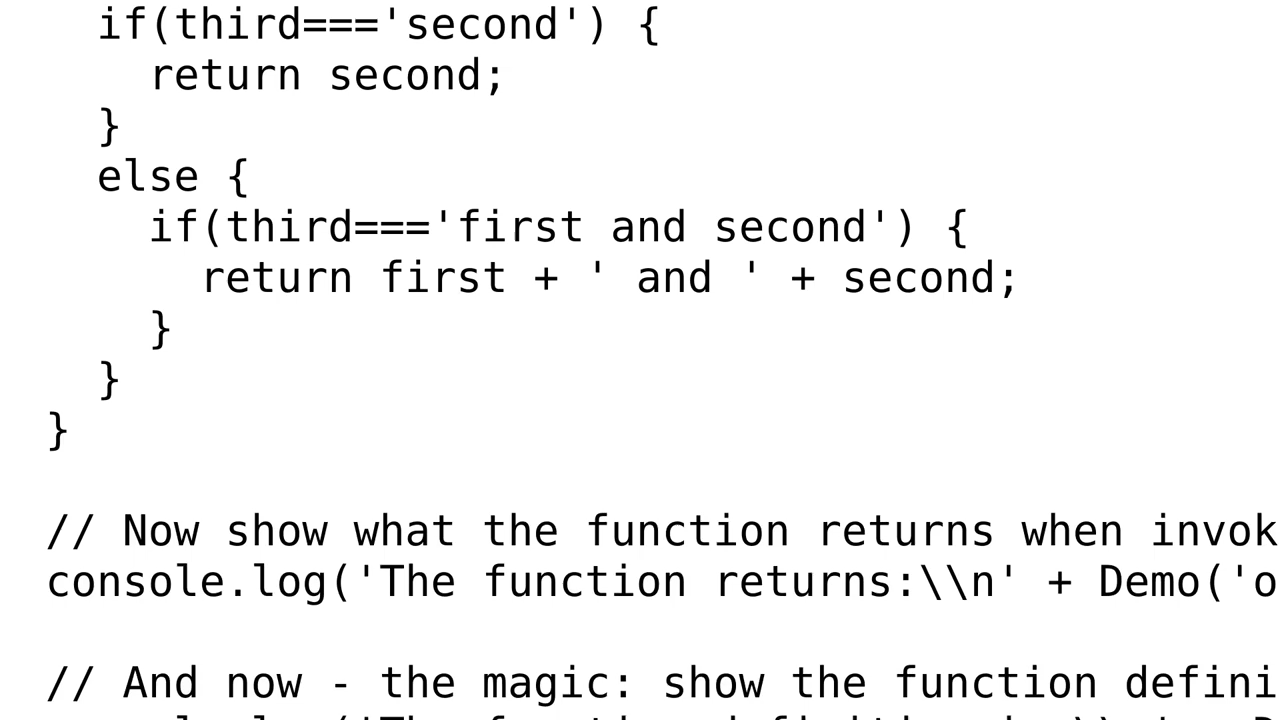 if(third==='second') {
return second;
}
else {
if(third==='first and second') {
return first + ' and ' + second;
}
}
}
// Now show what the function returns when invok
console.log('The function returns:\\n' + Demo('o
// And now - the magic: show the function defini